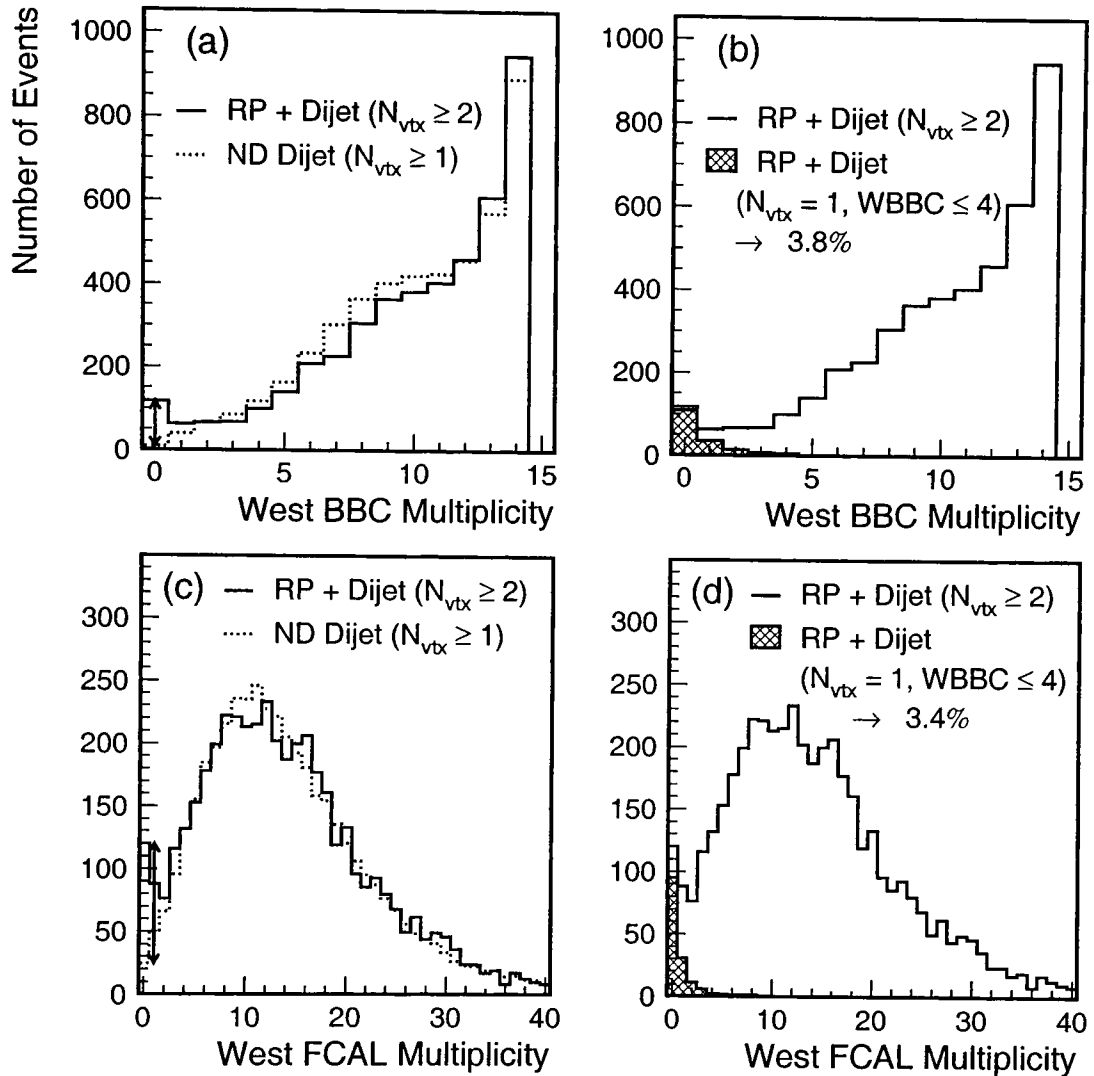 Number of Events
(a)
RP + Dijet (N_vtx ≥ 2)
ND Dijet (N_vtx ≥ 1)
1000
800
600
400
200
0
0 5 10 15
West BBC Multiplicity
(b)
RP + Dijet (N_vtx ≥ 2)
RP + Dijet
(N_vtx = 1, WBBC ≤ 4)
→ 3.8%
1000
800
600
400
200
0
0 5 10 15
West BBC Multiplicity
(c)
RP + Dijet (N_vtx ≥ 2)
ND Dijet (N_vtx ≥ 1)
300
250
200
150
100
50
0
0 10 20 30 40
West FCAL Multiplicity
(d)
RP + Dijet (N_vtx ≥ 2)
RP + Dijet
(N_vtx = 1, WBBC ≤ 4)
→ 3.4%
300
250
200
150
100
50
0
0 10 20 30 40
West FCAL Multiplicity